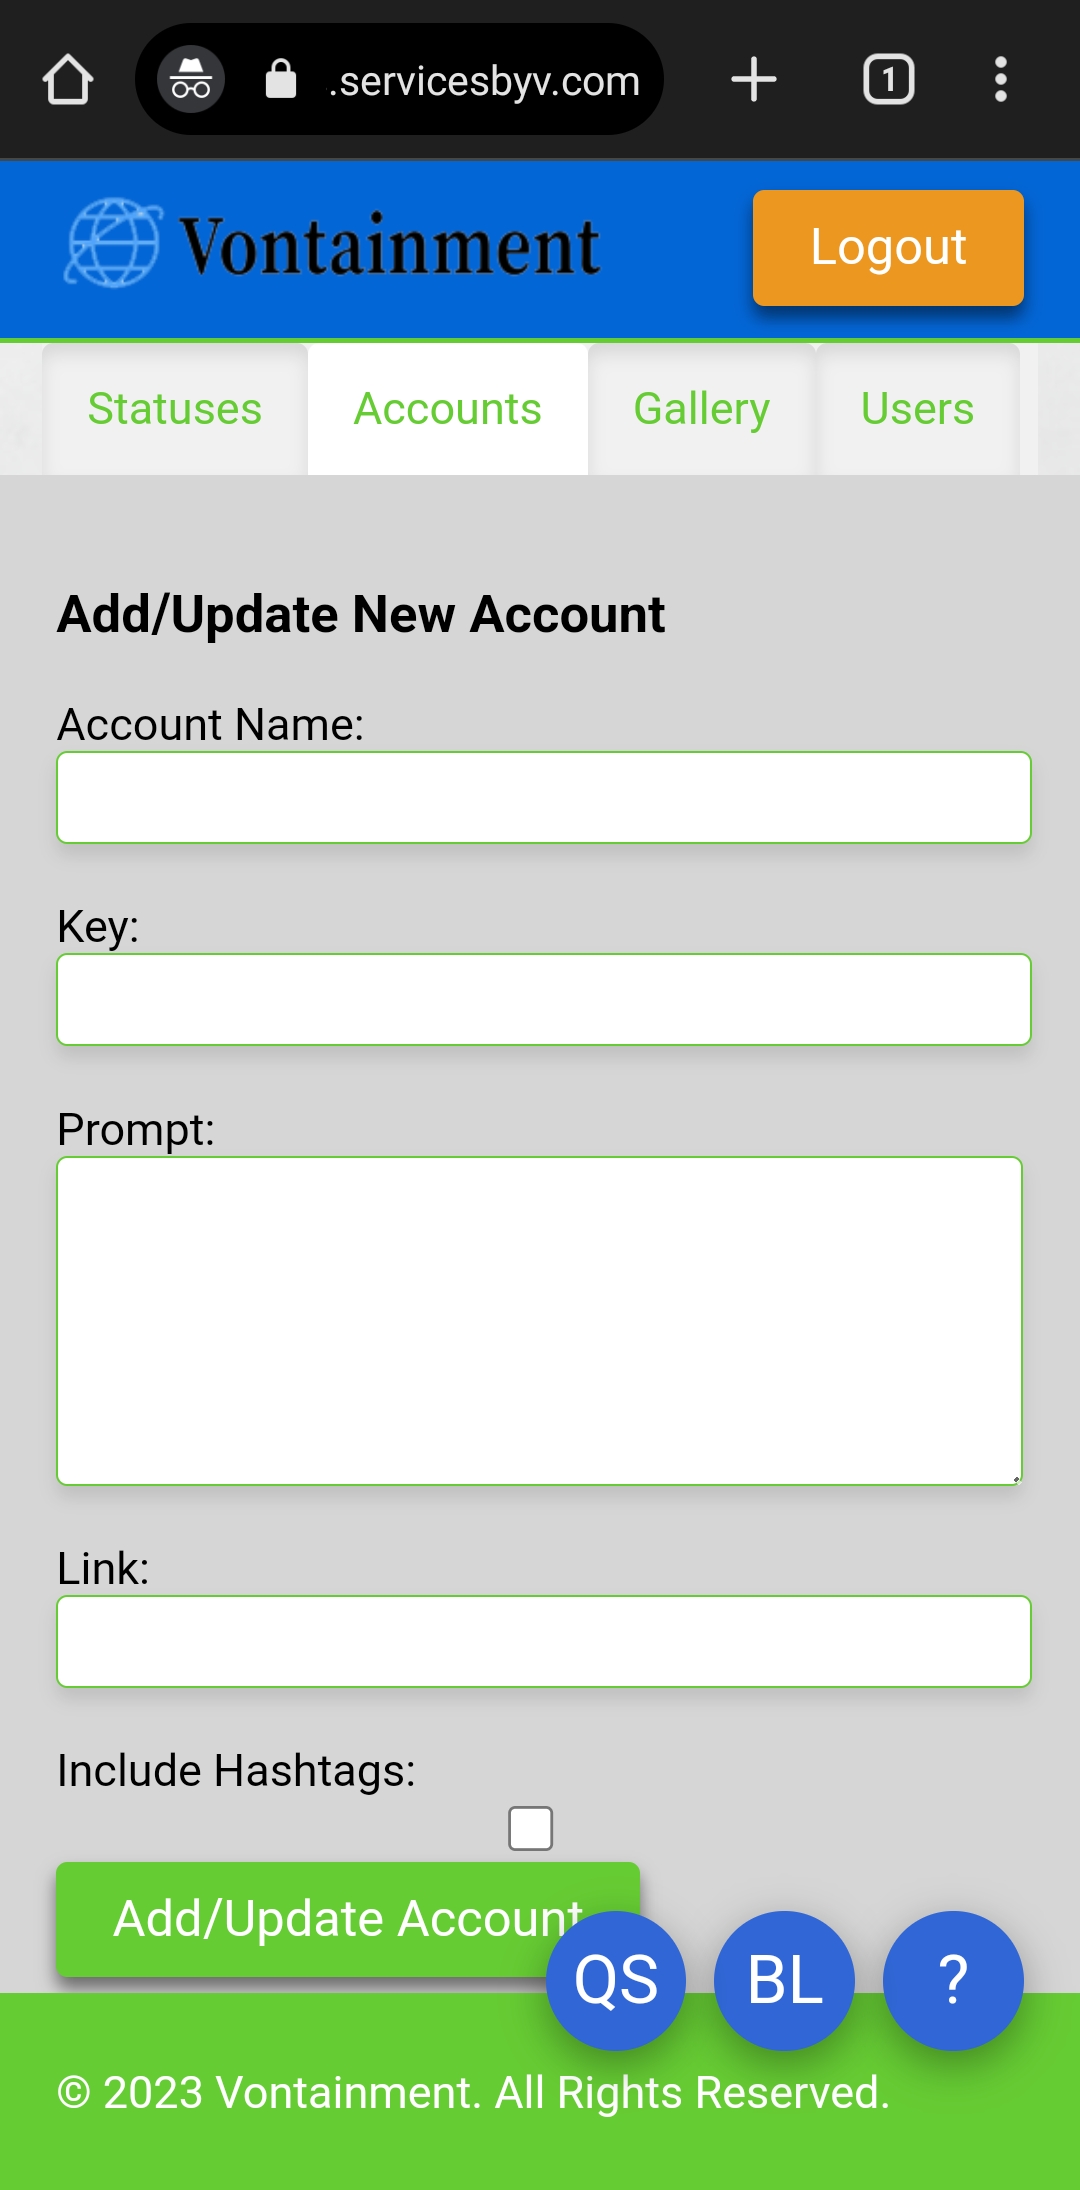 .servicesbyv.com
1
Vontainment
Logout
Statuses
Accounts
Gallery
Users
Add/Update New Account
Account Name:
Key:
Prompt:
Link:
Include Hashtags:
Add/Update Account
QS
BL
?
© 2023 Vontainment. All Rights Reserved.